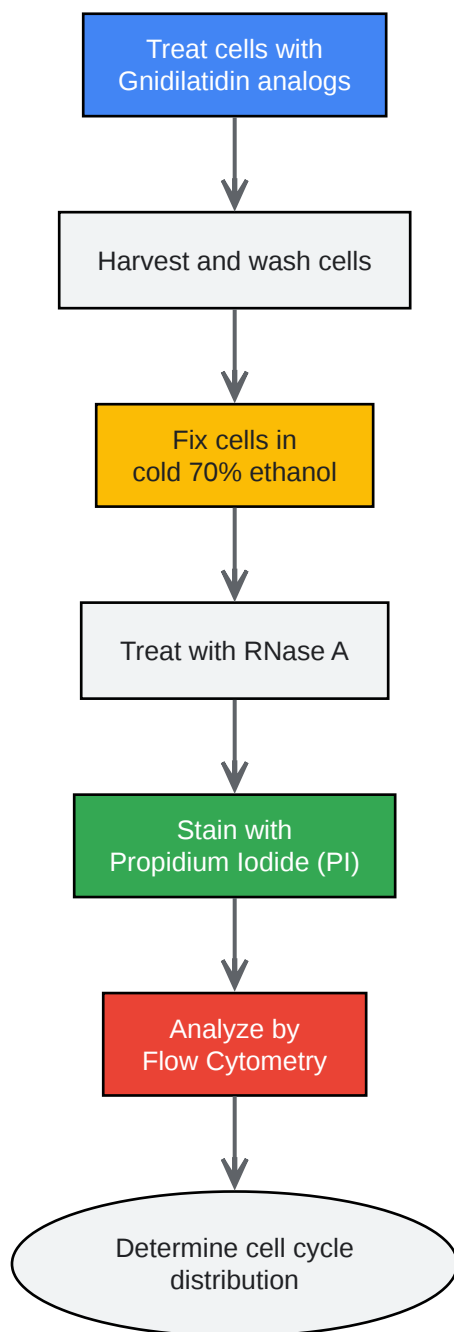 Treat cells with
Gnidilatidin analogs
Harvest and wash cells
Fix cells in
cold 70% ethanol
Treat with RNase A
Stain with
Propidium Iodide (PI)
Analyze by
Flow Cytometry
Determine cell cycle
distribution